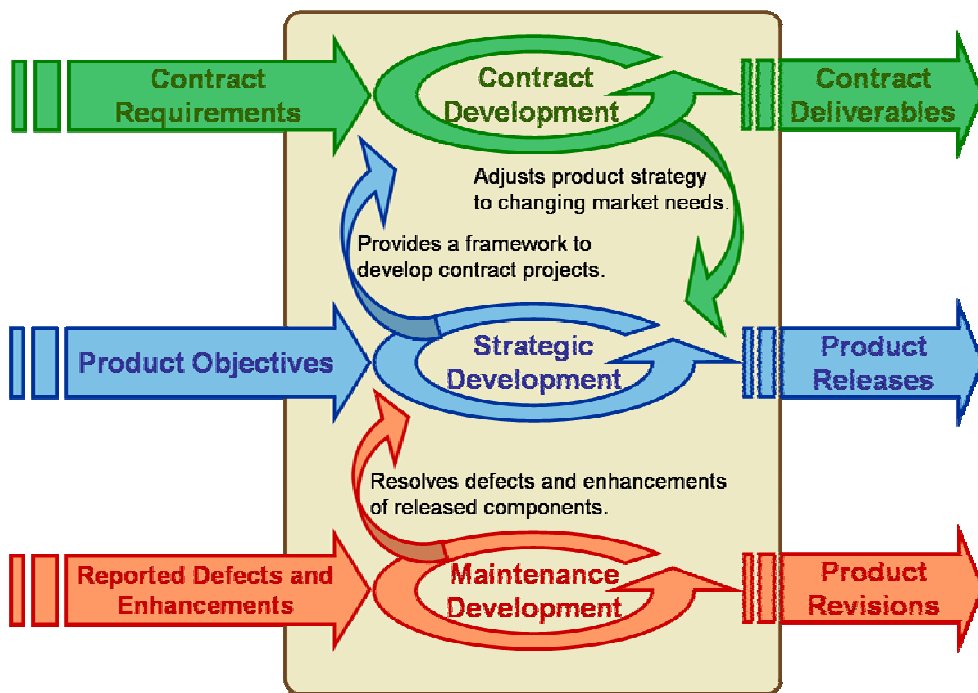 Contract
Requirements
Contract
Development
Contract
Deliverables
Adjusts product strategy
to changing market needs.
Provides a framework to
develop contract projects.
Product Objectives
Strategic
Development
Product
Releases
Resolves defects and enhancements
of released components.
Reported Defects and
Enhancements
Maintenance
Development
Product
Revisions